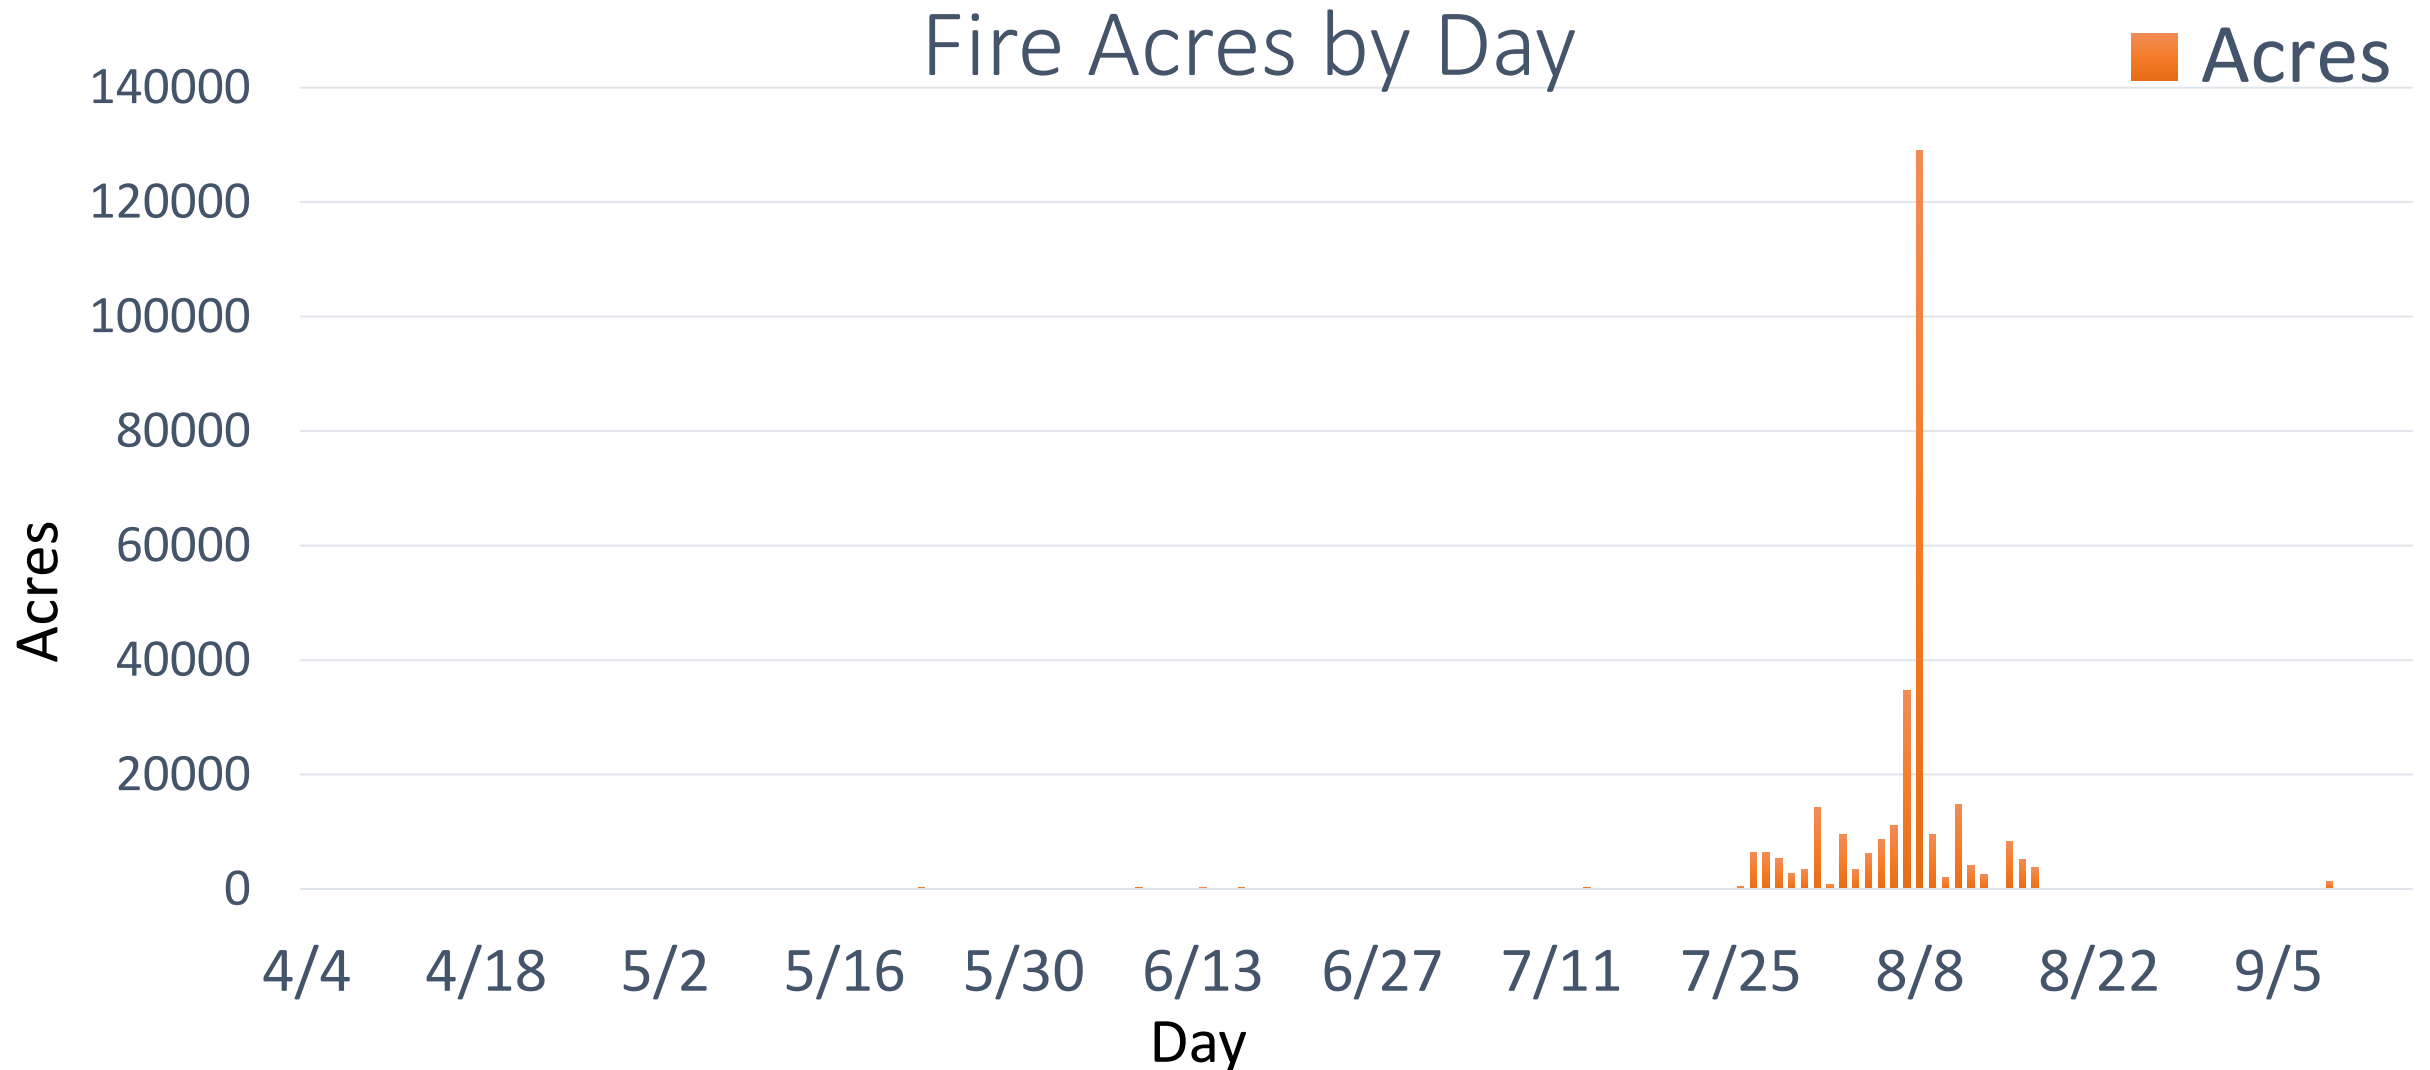 Fire Acres by Day
Acres
140000
120000
100000
80000
60000
40000
20000
0
Acres
4/4 4/18 5/2 5/16 5/30 6/13 6/27 7/11 7/25 8/8 8/22 9/5
Day